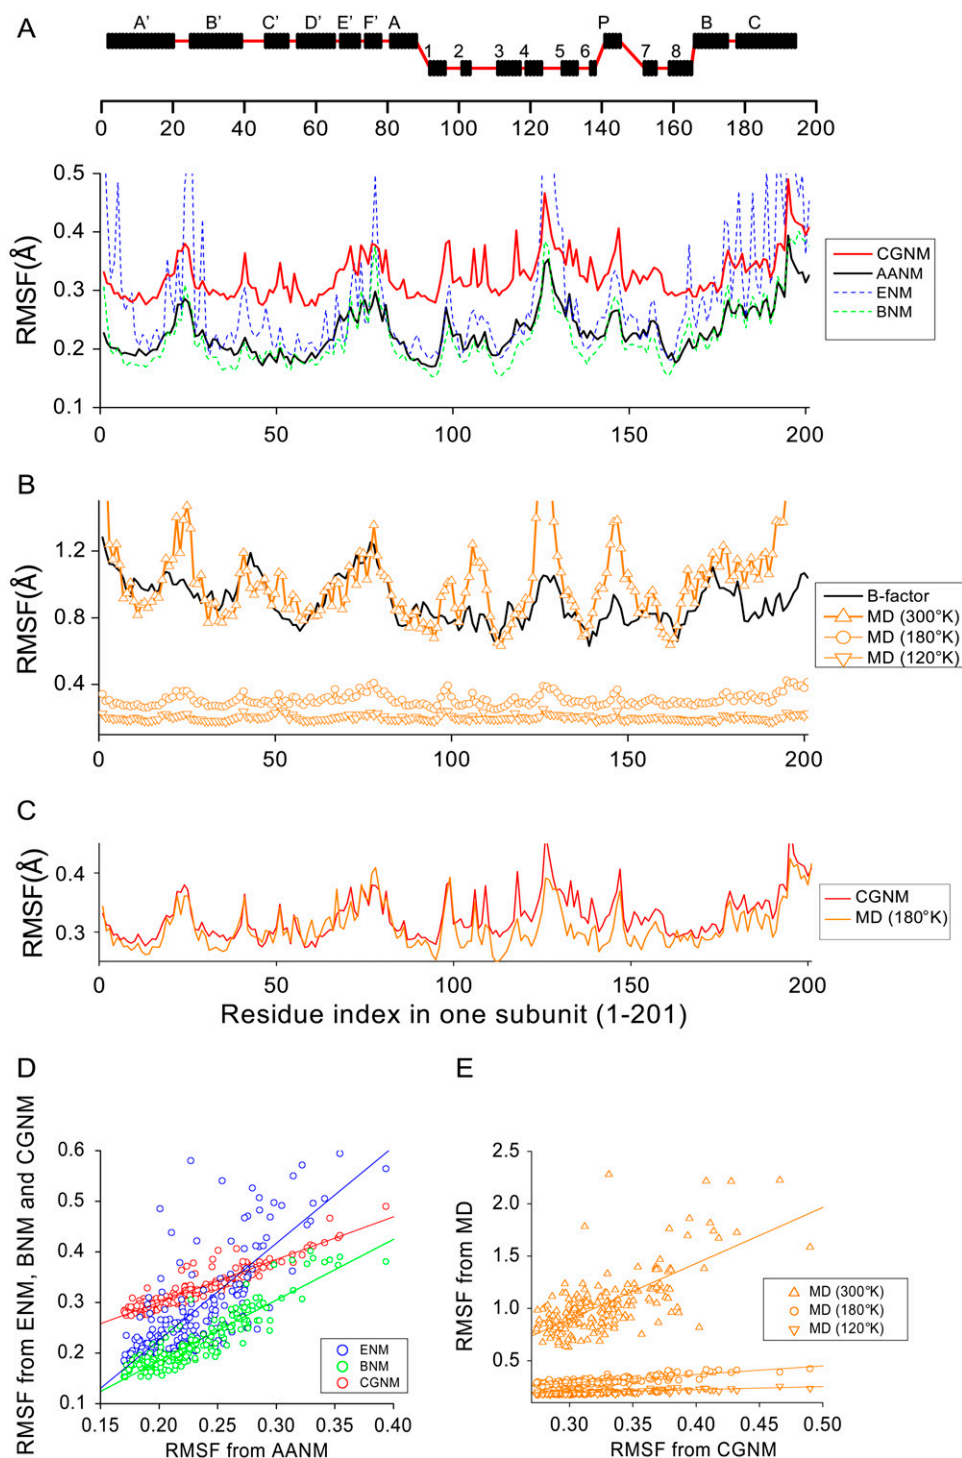 A
A' B' C' D' E' F' A P B C
1 2 3 4 5 6 7 8
0 20 40 60 80 100 120 140 160 180 200
RMSF(Å)
0.5
0.4
0.3
0.2
0.1
0 50 100 150 200
CGNM
AANM
ENM
BNM
B
RMSF(Å)
1.2
0.8
0.4
0 50 100 150 200
B-factor
MD (300°K)
MD (180°K)
MD (120°K)
C
RMSF(Å)
0.4
0.3
0 50 100 150 200
CGNM
MD (180°K)
Residue index in one subunit (1-201)
D
RMSF from ENM, BNM and CGNM
0.6
0.5
0.4
0.3
0.2
0.1
0.15 0.20 0.25 0.30 0.35 0.40
ENM
BNM
CGNM
RMSF from AANM
E
RMSF from MD
2.5
2.0
1.5
1.0
0.5
0.30 0.35 0.40 0.45 0.50
MD (300°K)
MD (180°K)
MD (120°K)
RMSF from CGNM